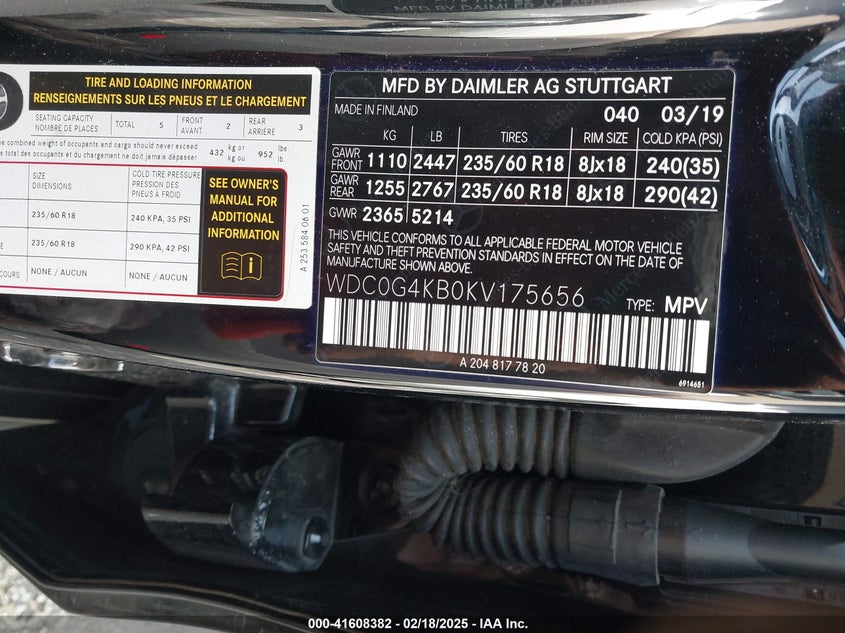 TIRE AND LOADING INFORMATION
RENSEIGNEMENTS SUR LES PNEUS ET LE CHARGEMENT
SEATING CAPACITY
NOMBRE DE PLACES
TOTAL 5
FRONT
AVANT
2
REAR
ARRIÈRE
3
combined weight of occupants and cargo should never exceed
total des occupants et du chargement ne doit jamais dépasser
432 kg or
kg ou
952 lbs.
lb.
SIZE
DIMENSIONS
COLD TIRE PRESSURE
PRESSION DES
PNEUS À FROID
235/60 R18
240 KPA, 35 PSI
235/60 R18
290 KPA, 42 PSI
NONE / AUCUN
NONE / AUCUN
SEE OWNER'S
MANUAL FOR
ADDITIONAL
INFORMATION
A 253 584 06 01
MFD BY DAIMLER AG STUTTGART
MADE IN FINLAND 040 03/19
KG LB TIRES RIM SIZE COLD KPA (PSI)
GAWR
FRONT 1110 2447 235/60 R18 8Jx18 240(35)
GAWR
REAR 1255 2767 235/60 R18 8Jx18 290(42)
GVWR 2365 5214
THIS VEHICLE CONFORMS TO ALL APPLICABLE FEDERAL MOTOR VEHICLE
SAFETY AND THEFT PREVENTION STANDARDS IN EFFECT ON THE DATE OF
MANUFACTURE SHOWN ABOVE.
WDC0G4KB0KV175656 TYPE: MPV
A 204 817 78 20
6914651
000-41608382 - 02/18/2025 - IAA Inc.